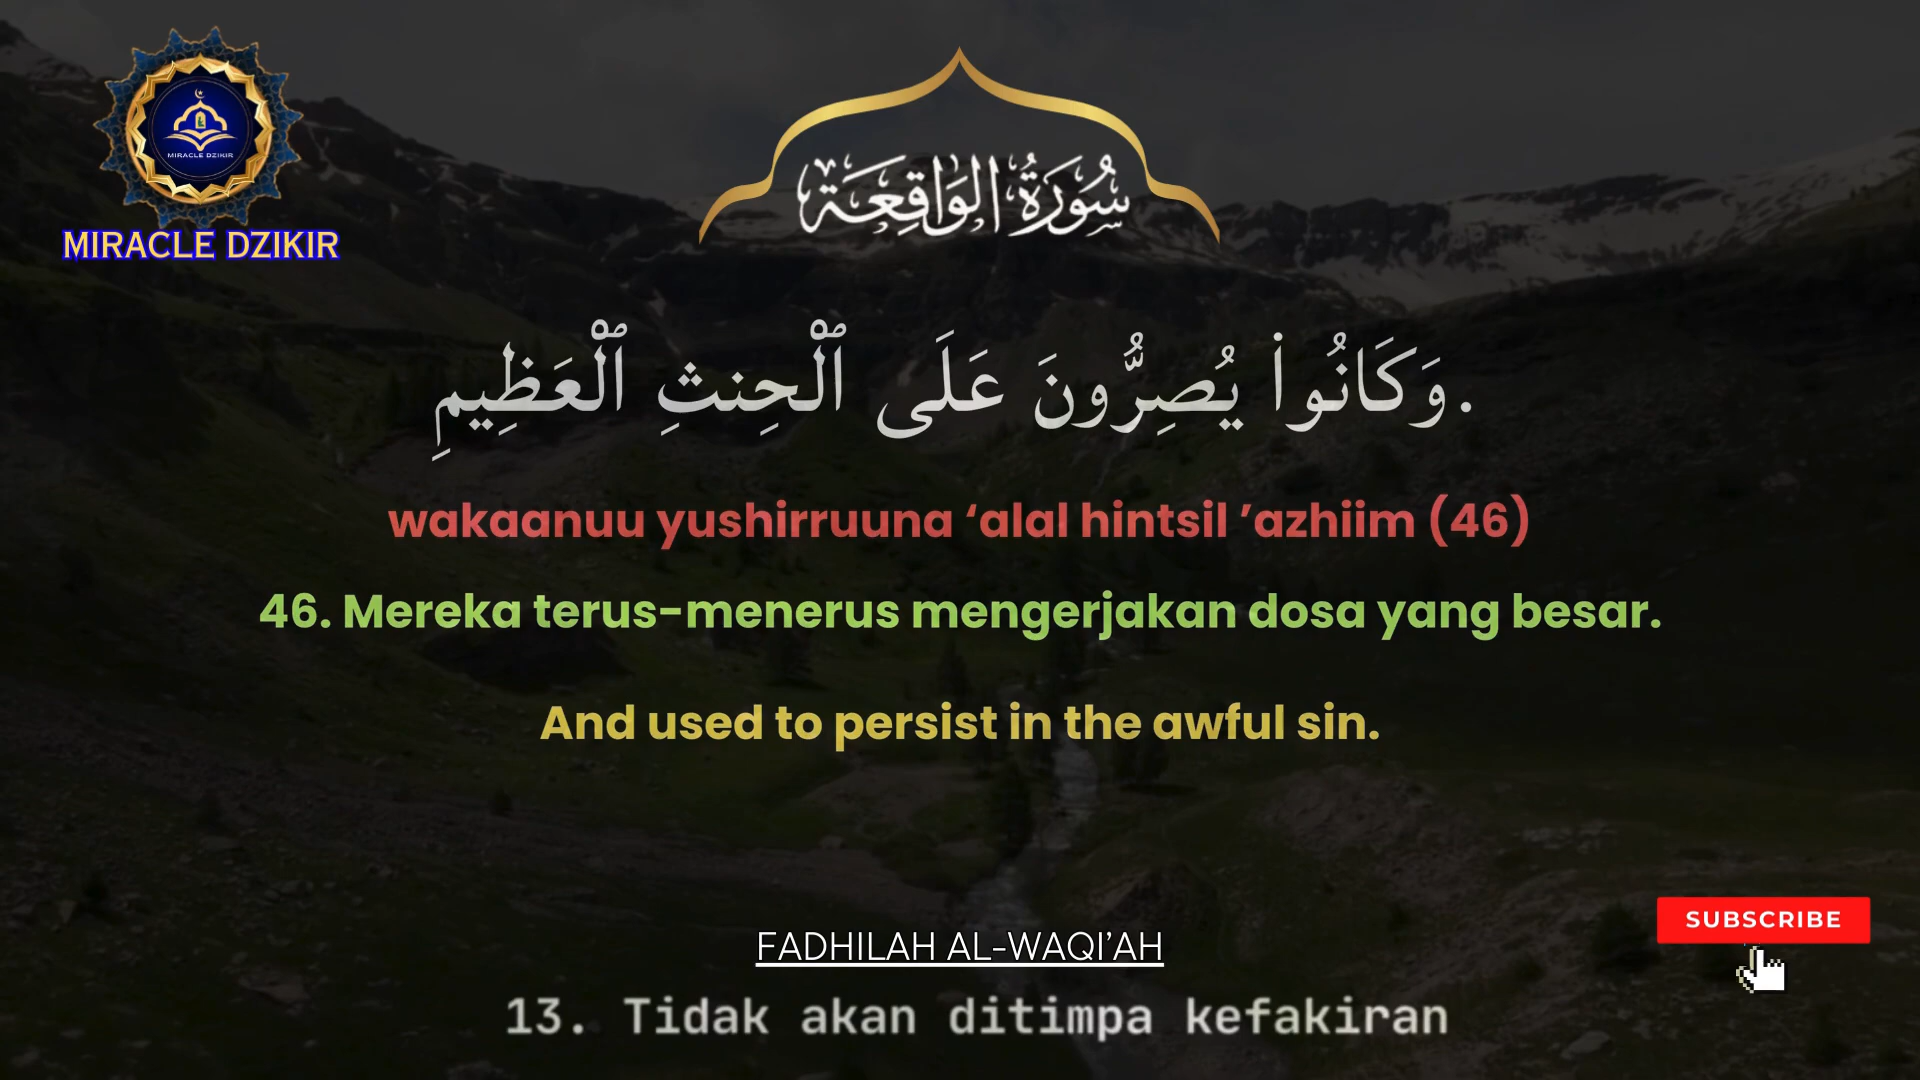 MIRACLE DZIKIR
MIRACLE DZIKIR
سُورَةُ الوَاقِعَة
وَكَانُوا۟ يُصِرُّونَ عَلَى ٱلْحِنثِ ٱلْعَظِيمِ.
wakaanuu yushirruuna ‘alal hintsil ’azhiim (46)
46. Mereka terus-menerus mengerjakan dosa yang besar.
And used to persist in the awful sin.
SUBSCRIBE
FADHILAH AL-WAQI’AH
13. Tidak akan ditimpa kefakiran